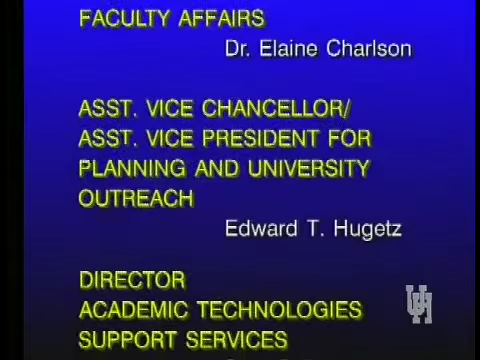 FACULTY AFFAIRS
Dr. Elaine Charlson
ASST. VICE CHANCELLOR/
ASST. VICE PRESIDENT FOR
PLANNING AND UNIVERSITY
OUTREACH
Edward T. Hugetz
DIRECTOR
ACADEMIC TECHNOLOGIES
SUPPORT SERVICES
UH